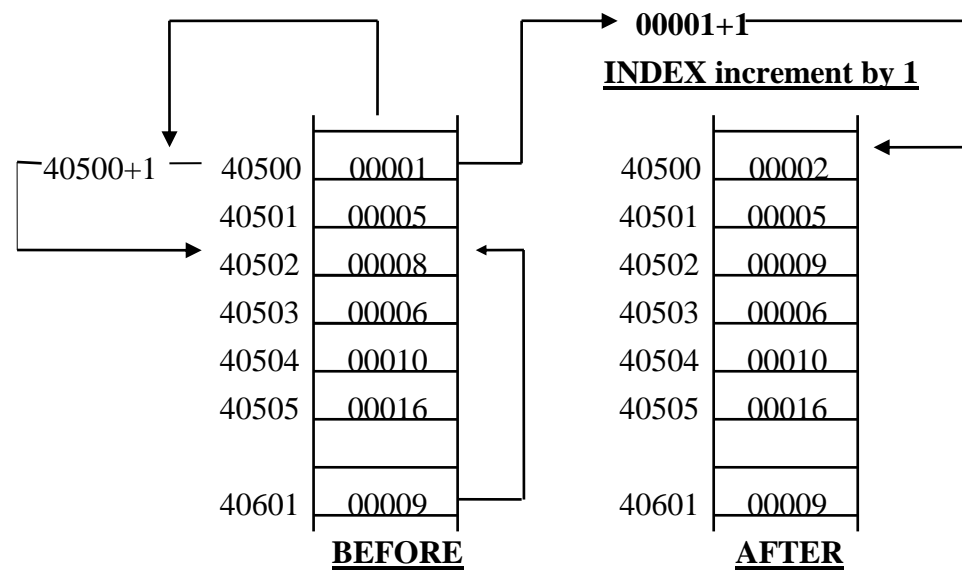 00001+1
INDEX increment by 1
40500+1 40500 00001 40500 00002
40501 00005 40501 00005
40502 00008 40502 00009
40503 00006 40503 00006
40504 00010 40504 00010
40505 00016 40505 00016
40601 00009 40601 00009
BEFORE AFTER